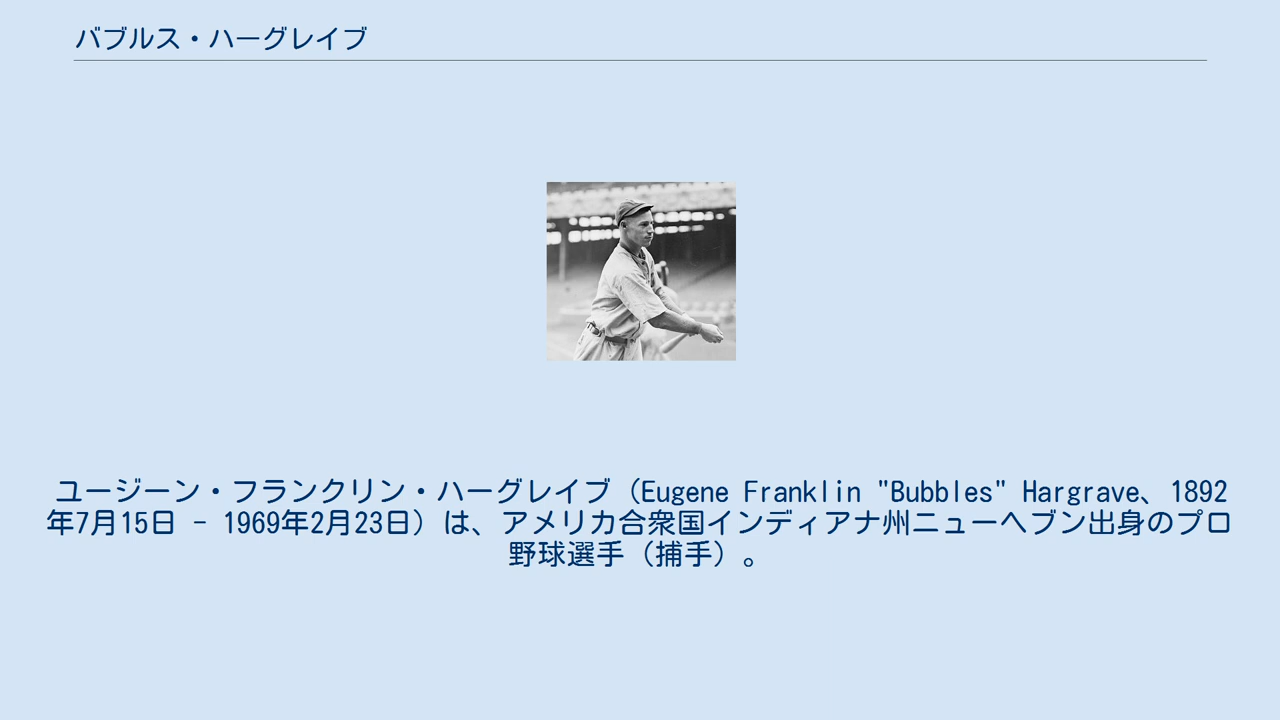 バブルス・ハーグレイブ
ユージーン・フランクリン・ハーグレイブ（Eugene Franklin "Bubbles" Hargrave、1892
年7月15日 - 1969年2月23日）は、アメリカ合衆国インディアナ州ニューヘブン出身のプロ
野球選手（捕手）。